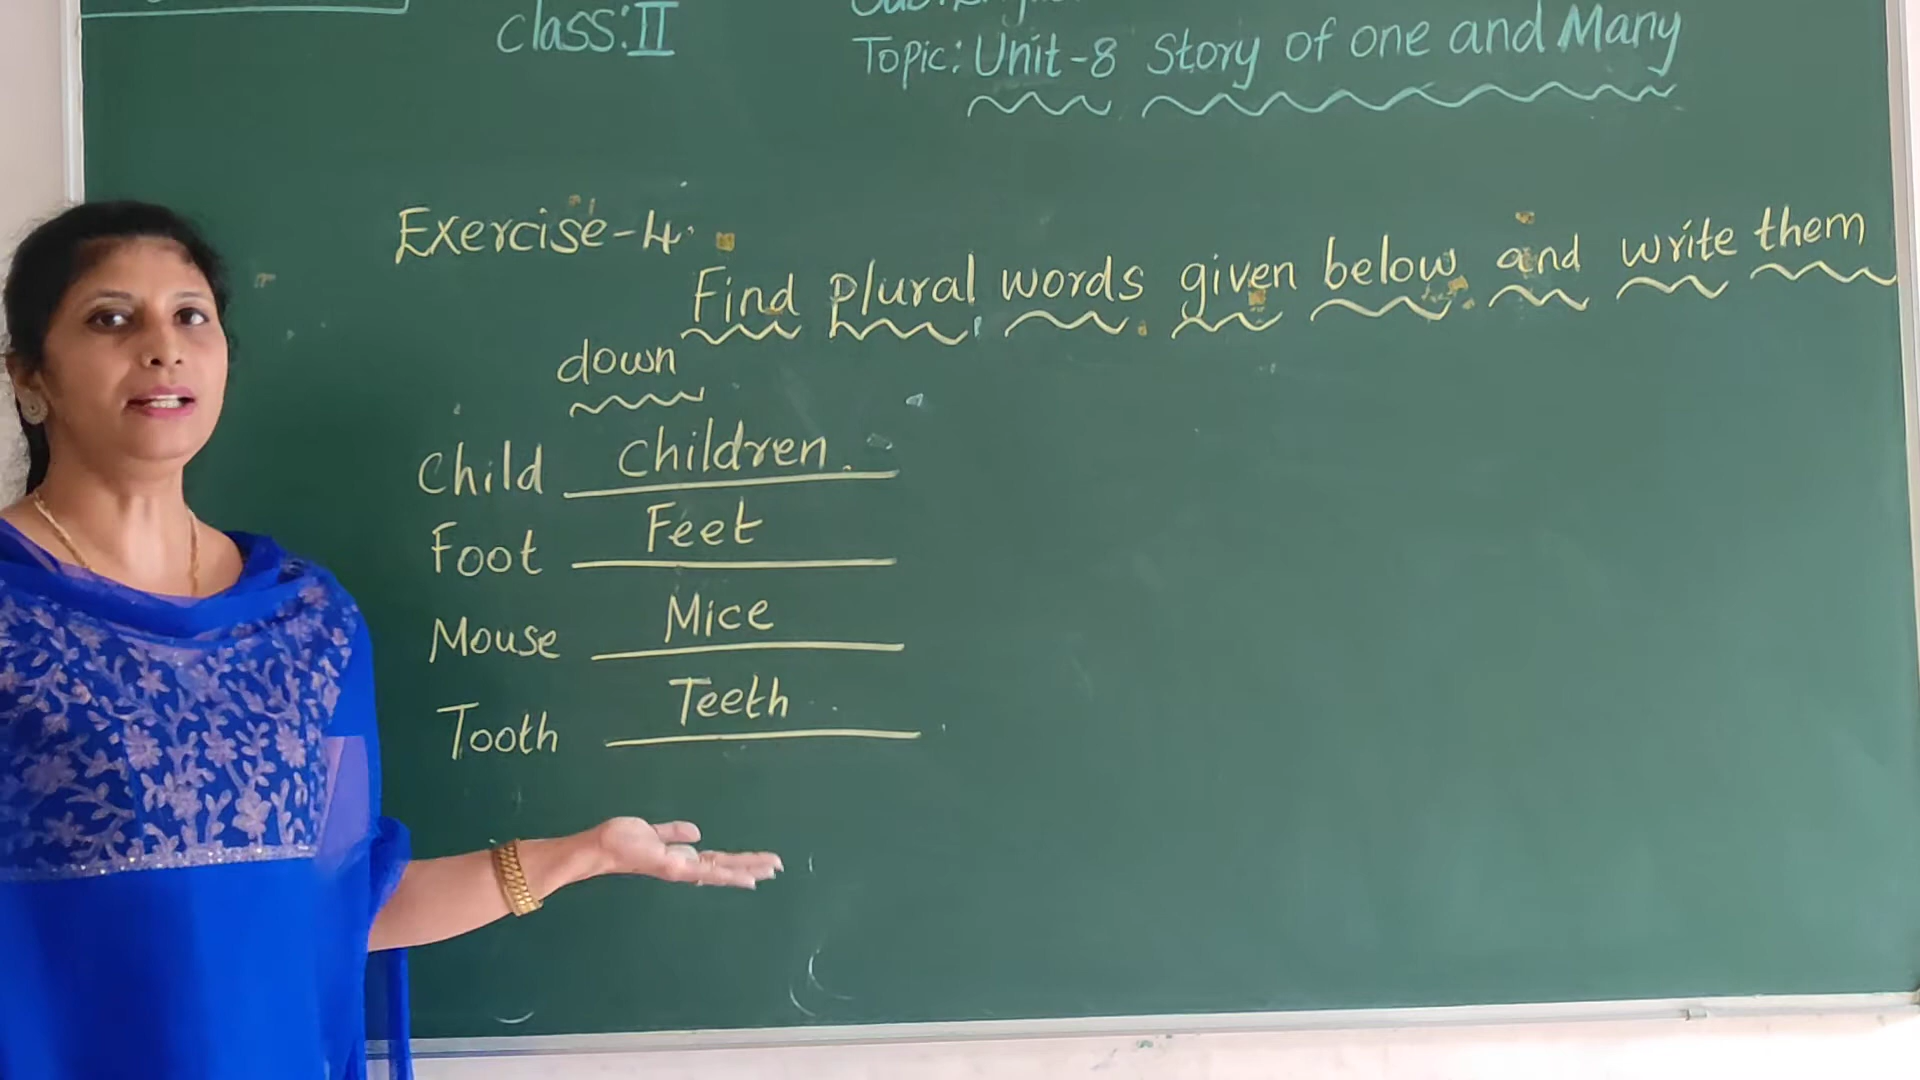 Class: II
Topic: Unit-8 Story of one and Many
Exercise-4.
Find plural words given below and write them
down
Child Children.
Foot Feet
Mouse Mice
Tooth Teeth